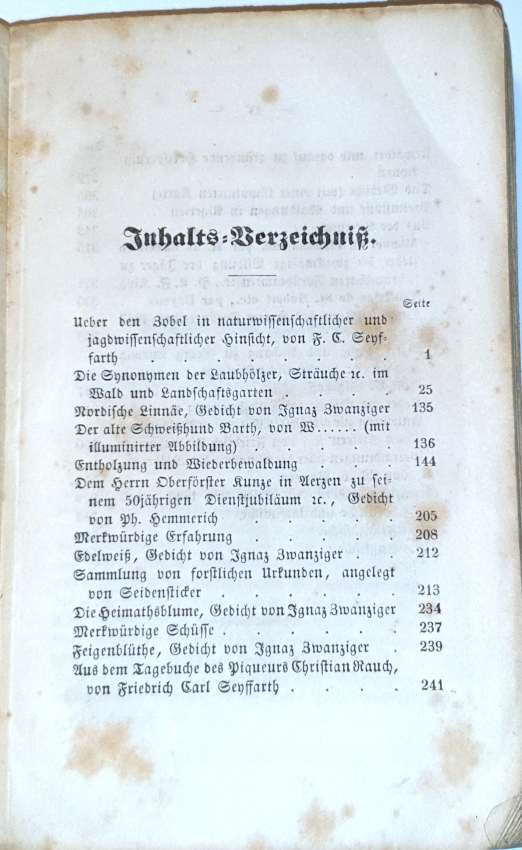 Inhalts-Verzeichniß.
Seite
Ueber den Zobel in naturwissenschaftlicher und
jagdwissenschaftlicher Hinsicht, von F. C. Seyf-
farth . . . . . . . 1
Die Synonymen der Laubhölzer, Sträuche ꝛc. im
Wald und Landschaftsgarten . . . . 25
Nordische Linnäe, Gedicht von Ignaz Zwanziger 135
Der alte Schweißhund Barth, von W...... (mit
illuminirter Abbildung) . . . . . 136
Entholzung und Wiederbewaldung . . . 144
Dem Herrn Oberförster Kunze in Aerzen zu sei-
nem 50jährigen Dienstjubiläum ꝛc., Gedicht
von Ph. Hemmerich . . . . . 205
Merkwürdige Erfahrung . . . . . 208
Edelweiß, Gedicht von Ignaz Zwanziger . . 212
Sammlung von forstlichen Urkunden, angelegt
von Seidensticker . . . . . . 213
Die Heimathsblume, Gedicht von Ignaz Zwanziger 234
Merkwürdige Schüsse . . . . . . 237
Feigenblüthe, Gedicht von Ignaz Zwanziger . 239
Aus dem Tagebuche des Piqueurs Christian Rauch,
von Friedrich Carl Seyffarth . . . . 241